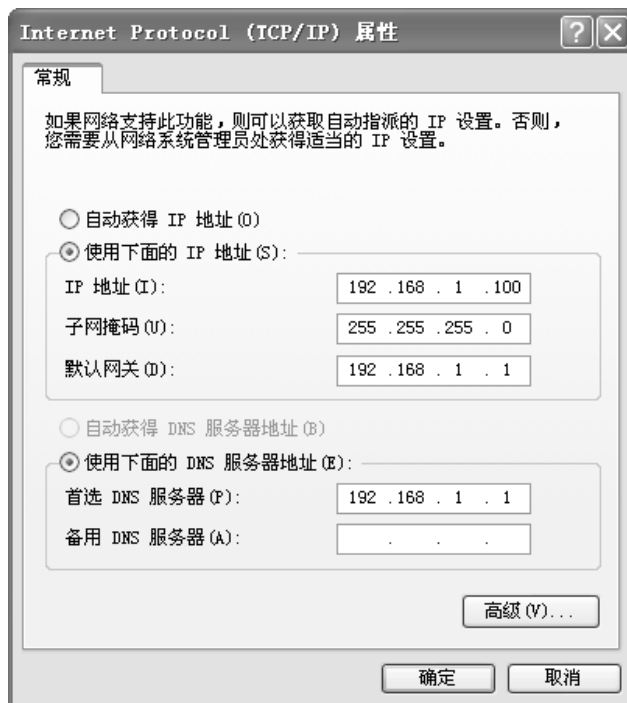 Internet Protocol (TCP/IP) 属性
常规
如果网络支持此功能，则可以获取自动指派的 IP 设置。否则，
您需要从网络系统管理员处获得适当的 IP 设置。
自动获得 IP 地址(O)
使用下面的 IP 地址(S):
IP 地址(I): 192 .168 . 1 .100
子网掩码(U): 255 .255 .255 . 0
默认网关(D): 192 .168 . 1 . 1
自动获得 DNS 服务器地址(B)
使用下面的 DNS 服务器地址(E):
首选 DNS 服务器(P): 192 .168 . 1 . 1
备用 DNS 服务器(A): . . .
高级(V)...
确定 取消